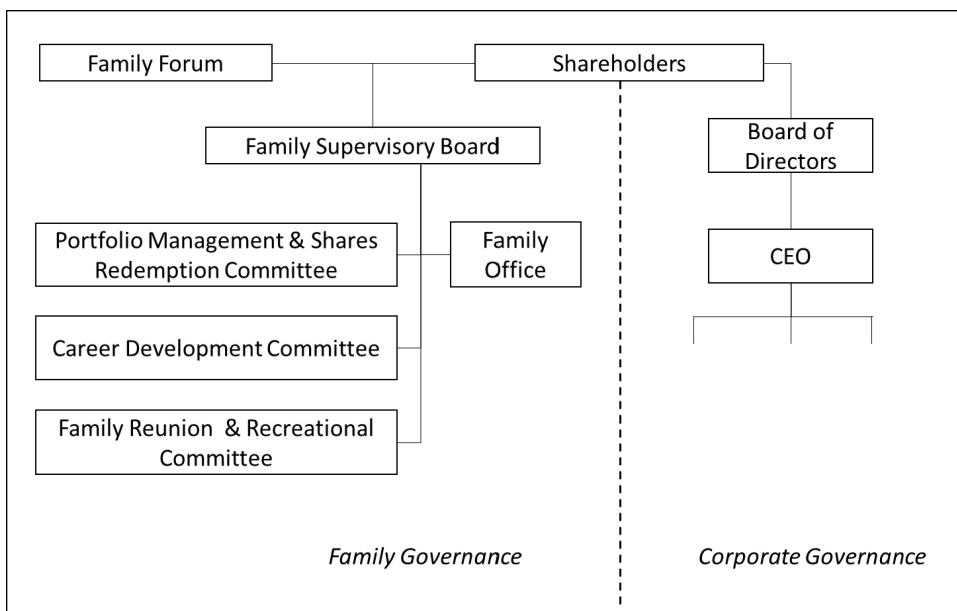 Family Forum
Shareholders
Family Supervisory Board
Board of
Directors
Portfolio Management & Shares
Redemption Committee
Family
Office
CEO
Career Development Committee
Family Reunion & Recreational
Committee
Family Governance
Corporate Governance